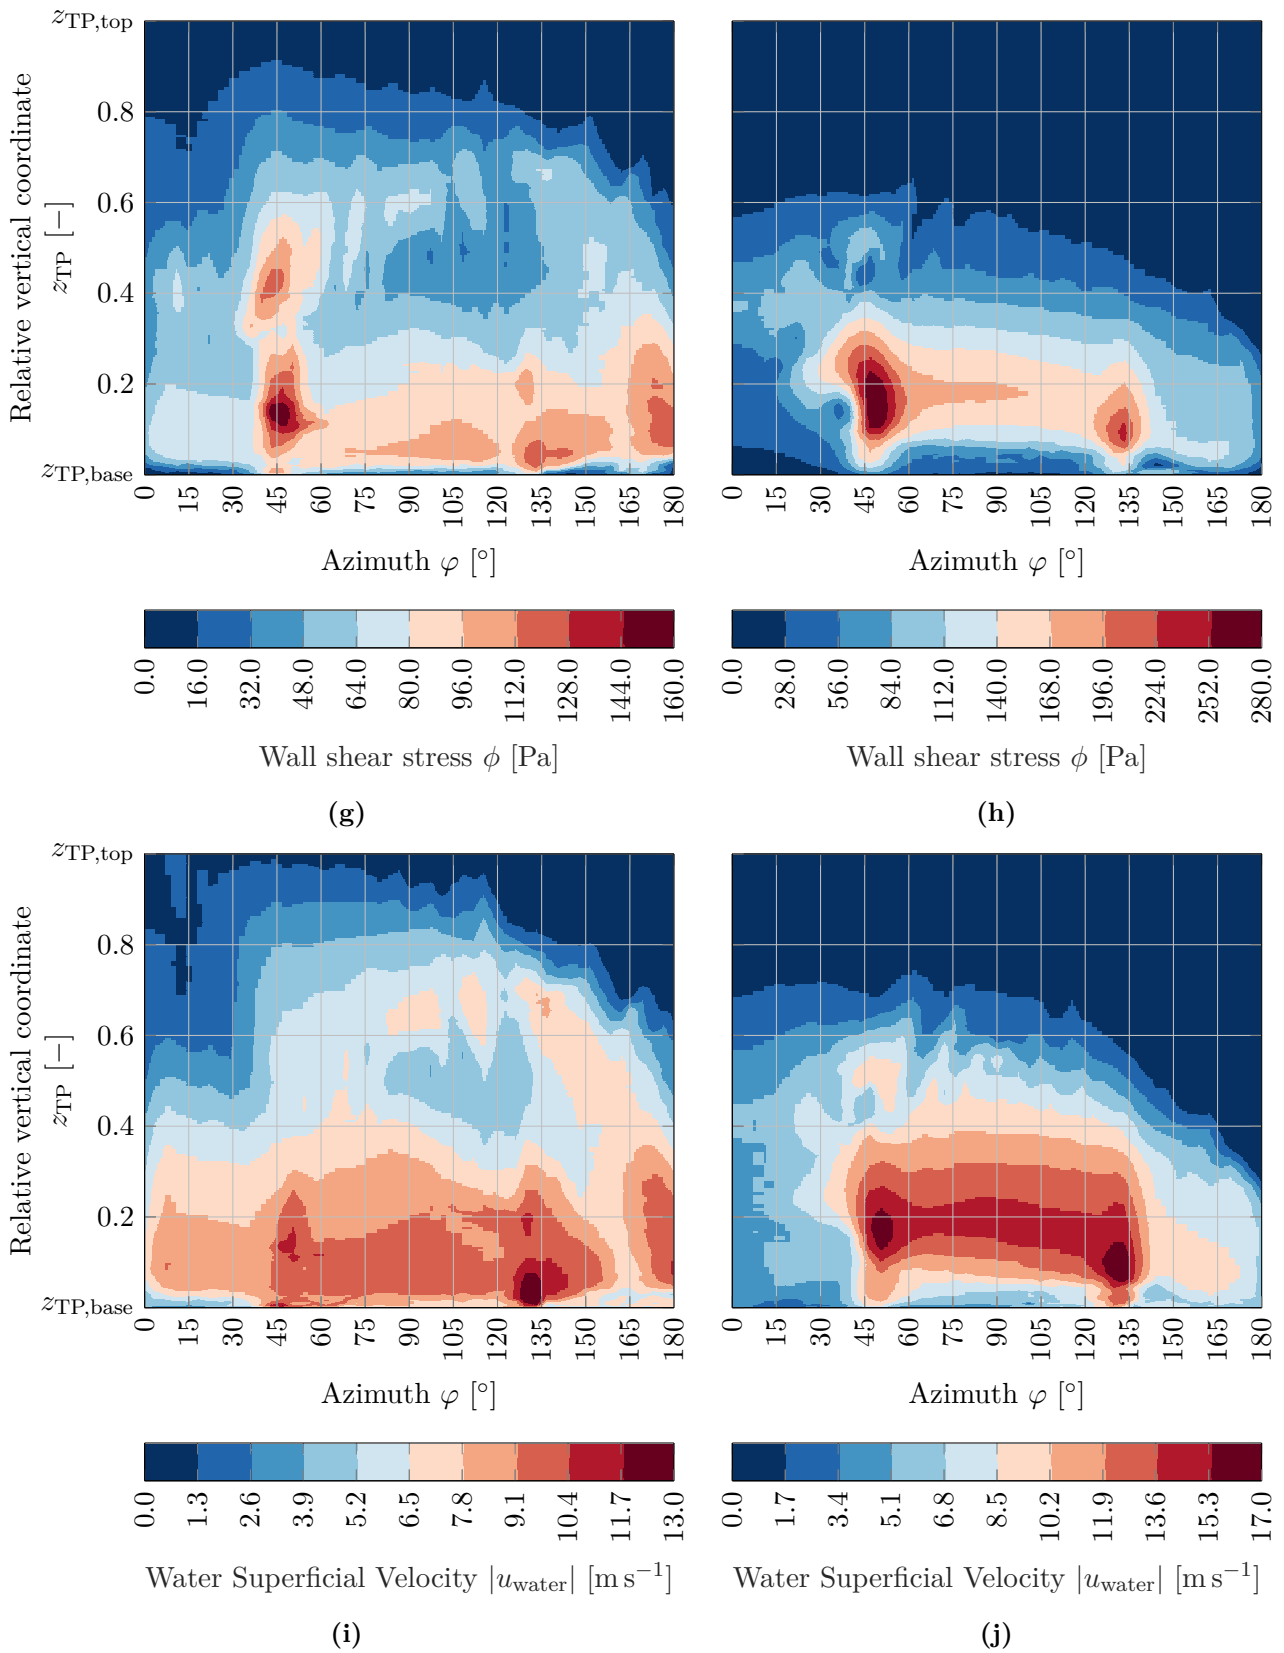 z_TP,top
0.8
0.6
0.4
0.2
z_TP,base
Relative vertical coordinate
z_TP [−]
0 15 30 45 60 75 90 105 120 135 150 165 180
0 15 30 45 60 75 90 105 120 135 150 165 180
Azimuth φ [°]
Azimuth φ [°]
0.0 16.0 32.0 48.0 64.0 80.0 96.0 112.0 128.0 144.0 160.0
0.0 28.0 56.0 84.0 112.0 140.0 168.0 196.0 224.0 252.0 280.0
Wall shear stress ϕ [Pa]
Wall shear stress ϕ [Pa]
(g)
(h)
z_TP,top
0.8
0.6
0.4
0.2
z_TP,base
Relative vertical coordinate
z_TP [−]
0 15 30 45 60 75 90 105 120 135 150 165 180
0 15 30 45 60 75 90 105 120 135 150 165 180
Azimuth φ [°]
Azimuth φ [°]
0.0 1.3 2.6 3.9 5.2 6.5 7.8 9.1 10.4 11.7 13.0
0.0 1.7 3.4 5.1 6.8 8.5 10.2 11.9 13.6 15.3 17.0
Water Superficial Velocity |u_water| [m s⁻¹]
Water Superficial Velocity |u_water| [m s⁻¹]
(i)
(j)